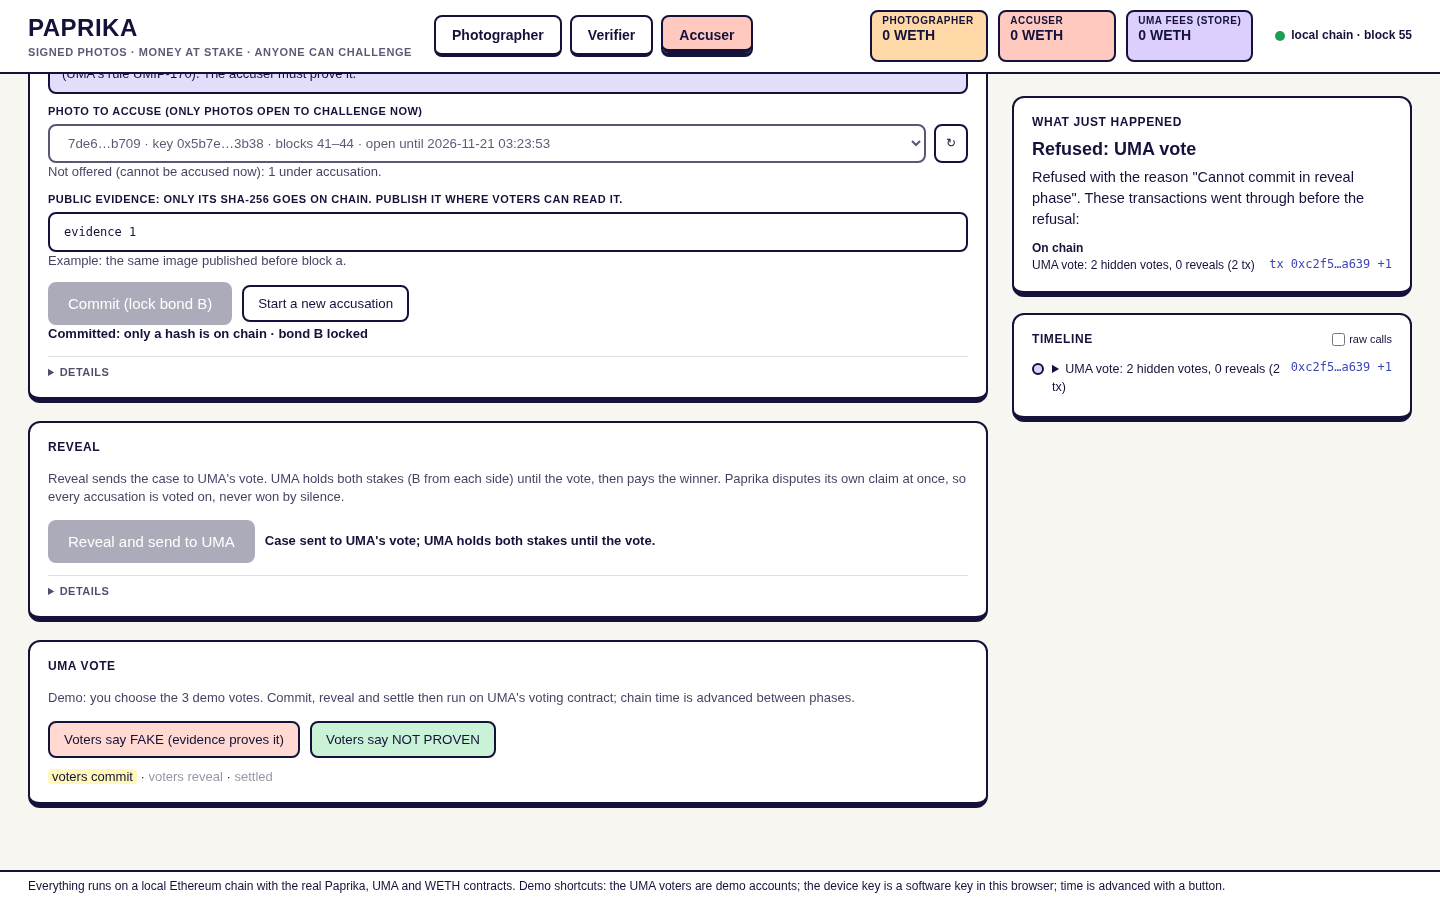 PAPRIKA
SIGNED PHOTOS · MONEY AT STAKE · ANYONE CAN CHALLENGE
Photographer
Verifier
Accuser
PHOTOGRAPHER
0 WETH
ACCUSER
0 WETH
UMA FEES (STORE)
0 WETH
local chain · block 55
(UMA's rule UMIP-170). The accuser must prove it.
PHOTO TO ACCUSE (ONLY PHOTOS OPEN TO CHALLENGE NOW)
7de6…b709 · key 0x5b7e…3b38 · blocks 41–44 · open until 2026-11-21 03:23:53
↻
Not offered (cannot be accused now): 1 under accusation.
PUBLIC EVIDENCE: ONLY ITS SHA-256 GOES ON CHAIN. PUBLISH IT WHERE VOTERS CAN READ IT.
evidence 1
Example: the same image published before block a.
Commit (lock bond B)
Start a new accusation
Committed: only a hash is on chain · bond B locked
DETAILS
REVEAL
Reveal sends the case to UMA's vote. UMA holds both stakes (B from each side) until the vote, then pays the winner. Paprika disputes its own claim at once, so
every accusation is voted on, never won by silence.
Reveal and send to UMA
Case sent to UMA's vote; UMA holds both stakes until the vote.
DETAILS
UMA VOTE
Demo: you choose the 3 demo votes. Commit, reveal and settle then run on UMA's voting contract; chain time is advanced between phases.
Voters say FAKE (evidence proves it)
Voters say NOT PROVEN
voters commit · voters reveal · settled
WHAT JUST HAPPENED
Refused: UMA vote
Refused with the reason "Cannot commit in reveal
phase". These transactions went through before the
refusal:
On chain
UMA vote: 2 hidden votes, 0 reveals (2 tx)
tx 0xc2f5…a639 +1
TIMELINE
raw calls
UMA vote: 2 hidden votes, 0 reveals (2
tx)
0xc2f5…a639 +1
Everything runs on a local Ethereum chain with the real Paprika, UMA and WETH contracts. Demo shortcuts: the UMA voters are demo accounts; the device key is a software key in this browser; time is advanced with a button.